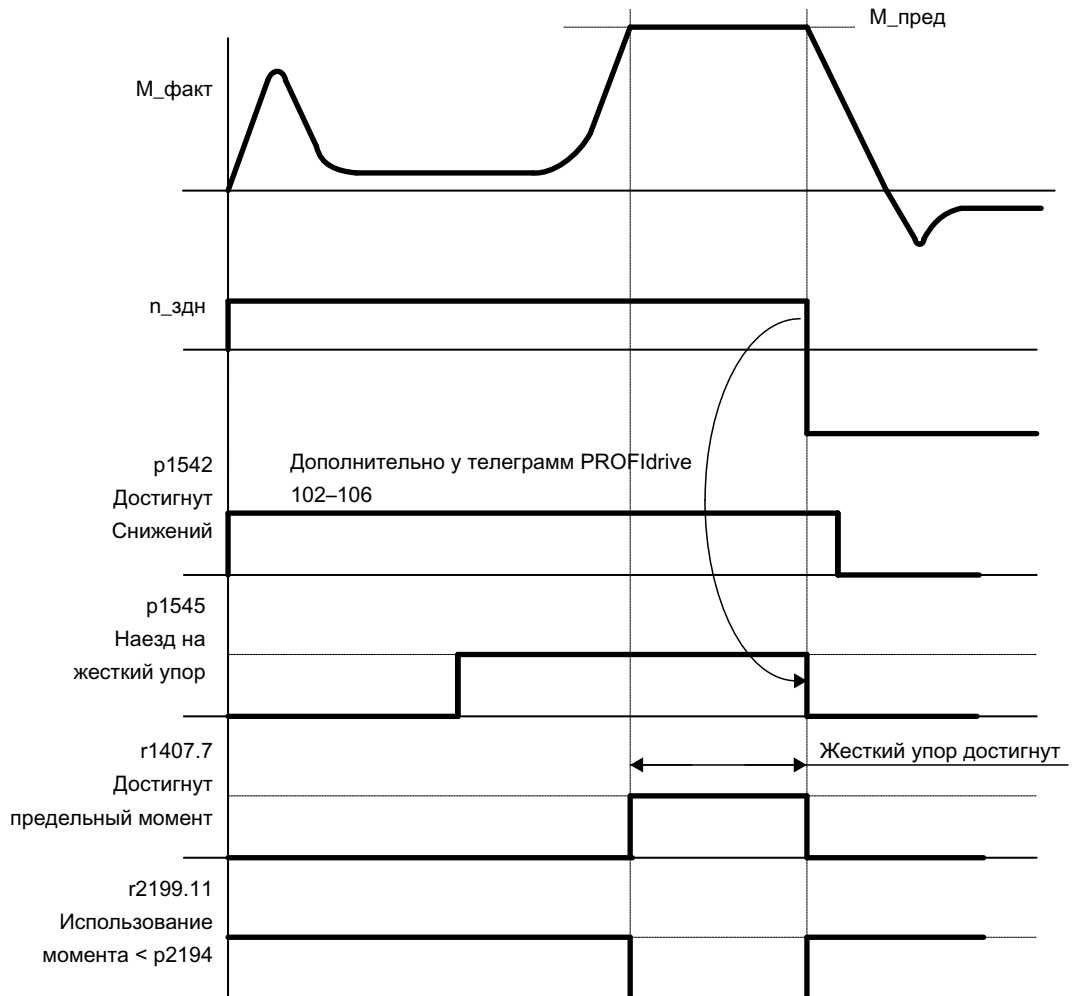 М_пред
М_факт
n_здн
p1542
Достигнут
Снижений
Дополнительно у телеграмм PROFIdrive
102–106
p1545
Наезд на
жесткий упор
r1407.7
Достигнут
предельный момент
Жесткий упор достигнут
r2199.11
Использование
момента < p2194